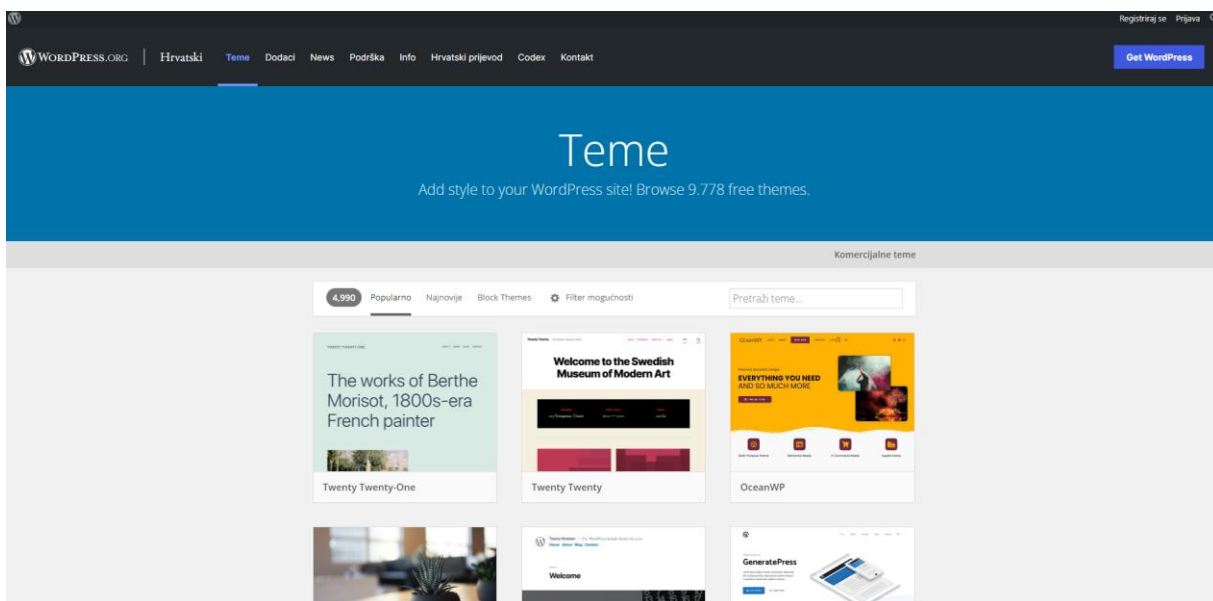 Registriraj se Prijava
WORDPRESS.ORG Hrvatski Teme Dodaci News Podrška Info Hrvatski prijevod Codex Kontakt Get WordPress
Teme
Add style to your WordPress site! Browse 9.778 free themes.
Komercijalne teme
4,990 Popularno Najnovije Block Themes Filter mogućnosti Pretraži teme...
The works of Berthe
Morisot, 1800s-era
French painter
Twenty Twenty-One
Welcome to the Swedish
Museum of Modern Art
Twenty Twenty
OceanWP
EVERYTHING YOU NEED
AND SO MUCH MORE
OceanWP
Welcome
GeneratePress